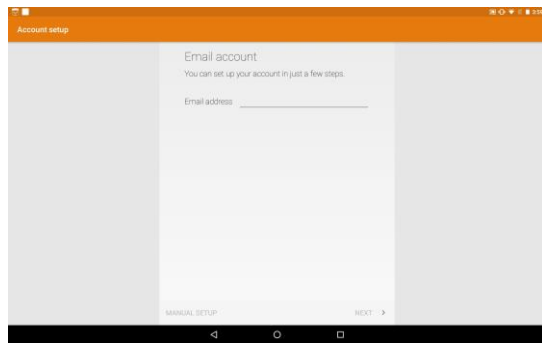 Account setup
Email account
You can set up your account in just a few steps.
Email address
MANUAL SETUP
NEXT